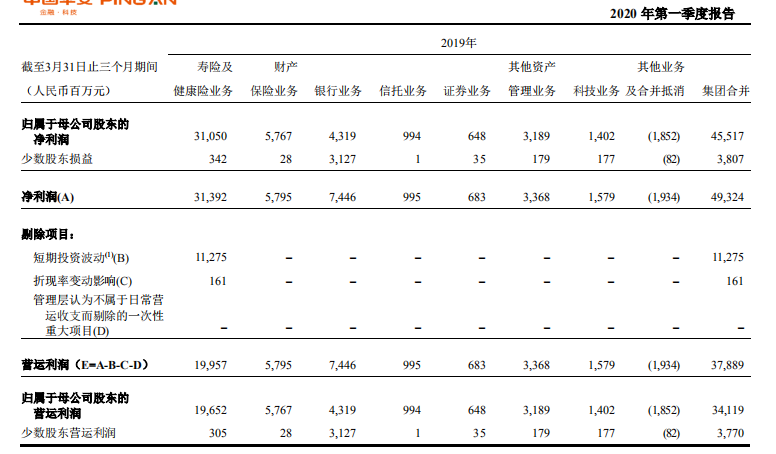 中国平安 PING AN
金融·科技
2020 年第一季度报告
2019年
截至3月31日止三个月期间 寿险及 财产 其他资产 其他业务
（人民币百万元） 健康险业务 保险业务 银行业务 信托业务 证券业务 管理业务 科技业务 及合并抵消 集团合并
归属于母公司股东的
净利润 31,050 5,767 4,319 994 648 3,189 1,402 (1,852) 45,517
少数股东损益 342 28 3,127 1 35 179 177 (82) 3,807
净利润(A) 31,392 5,795 7,446 995 683 3,368 1,579 (1,934) 49,324
剔除项目：
短期投资波动(1)(B) 11,275 – – – – – – – 11,275
折现率变动影响(C) 161 – – – – – – – 161
管理层认为不属于日常营
运收支而剔除的一次性
重大项目(D) – – – – – – – – –
营运利润（E=A-B-C-D） 19,957 5,795 7,446 995 683 3,368 1,579 (1,934) 37,889
归属于母公司股东的
营运利润 19,652 5,767 4,319 994 648 3,189 1,402 (1,852) 34,119
少数股东营运利润 305 28 3,127 1 35 179 177 (82) 3,770